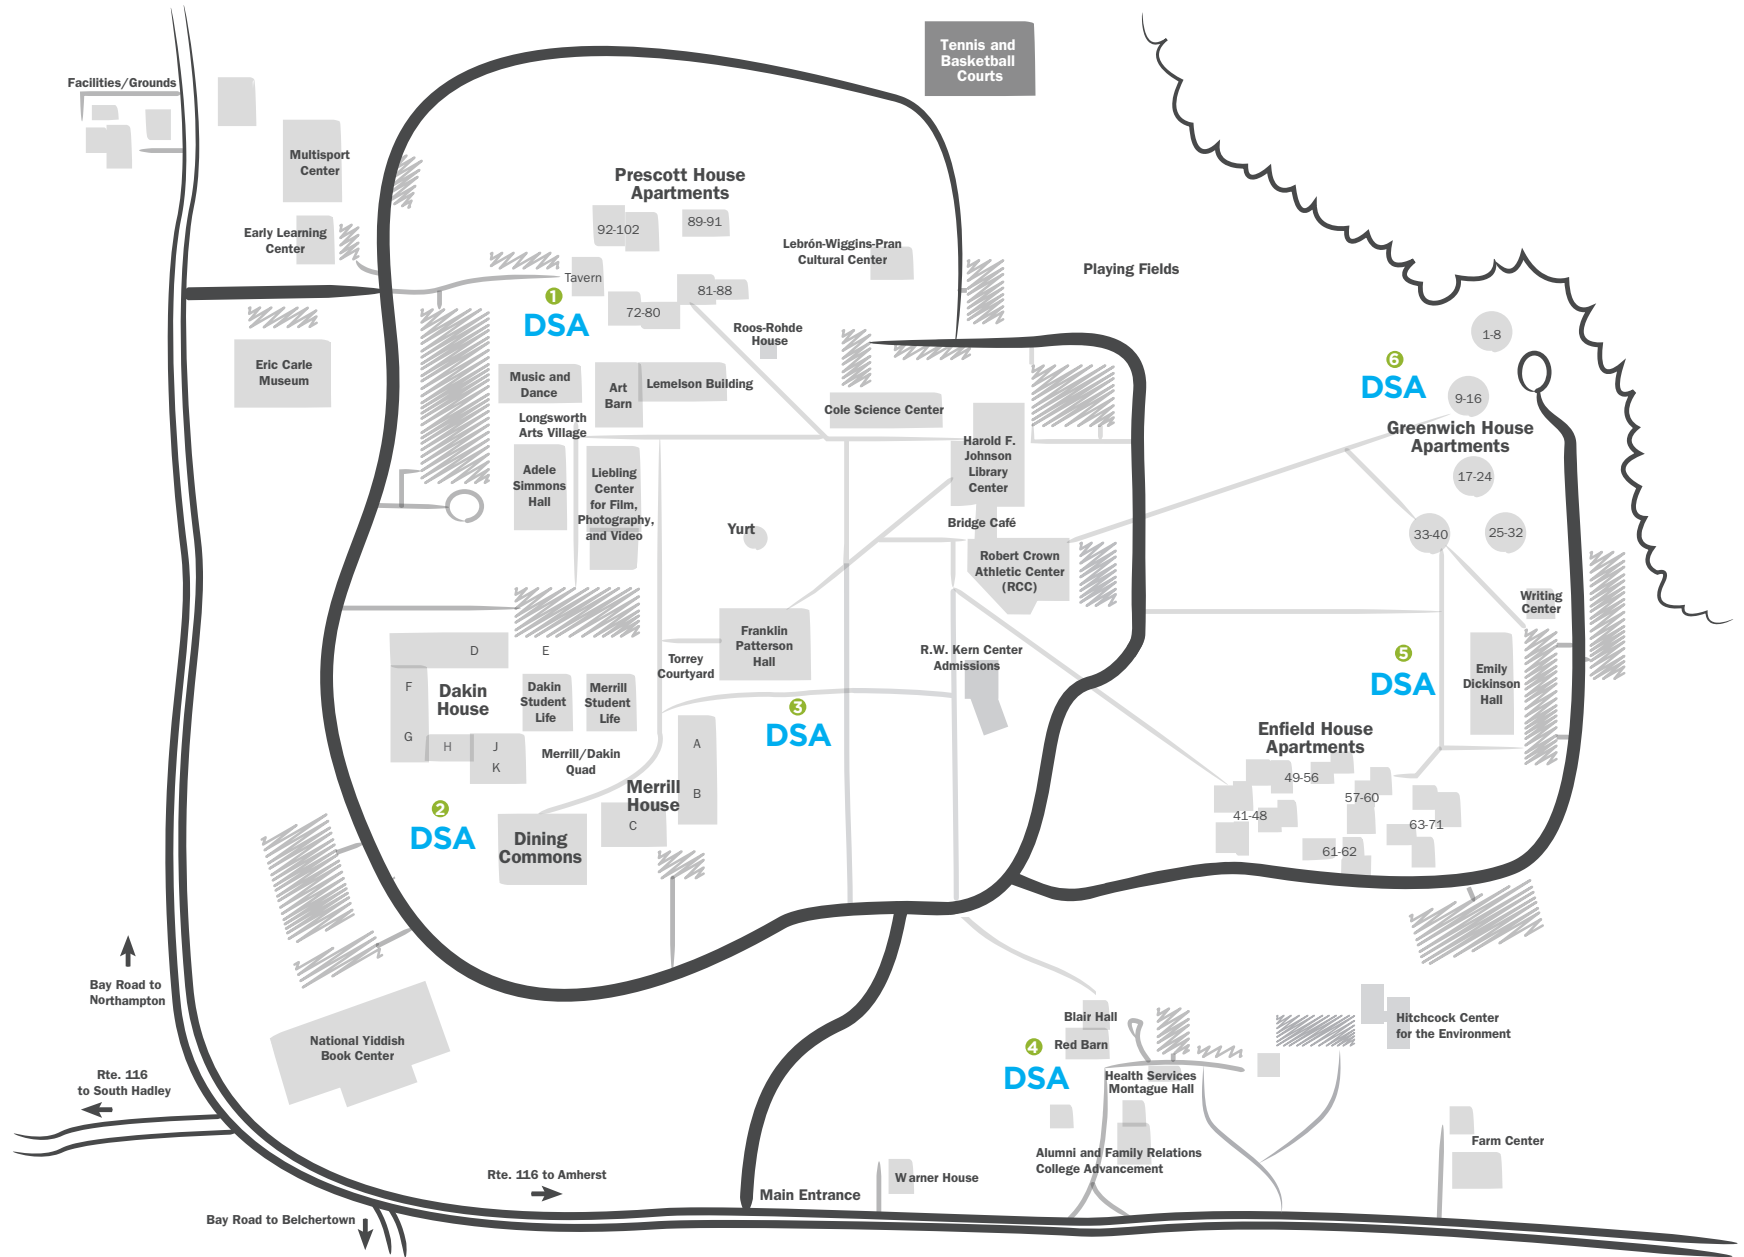 Tennis and
Basketball
Courts
Facilities/Grounds
Multisport
Center
Prescott House
Apartments
92-102
89-91
Early Learning
Center
Lebrón-Wiggins-Pran
Cultural Center
Playing Fields
Tavern
81-88
1
DSA
72-80
Roos-Rohde
House
1-8
Eric Carle
Museum
6
DSA
Music and
Dance
Art
Barn
Lemelson Building
9-16
Cole Science Center
Longsworth
Arts Village
Greenwich House
Apartments
Harold F.
Johnson
Library
Center
Adele
Simmons
Hall
Liebling
Center
for Film,
Photography,
and Video
17-24
Yurt
Bridge Café
33-40
25-32
Robert Crown
Athletic Center
(RCC)
Writing
Center
Franklin
Patterson
Hall
D
E
R.W. Kern Center
Admissions
5
DSA
Torrey
Courtyard
Emily
Dickinson
Hall
F
Dakin
House
Dakin
Student
Life
Merrill
Student
Life
3
DSA
G
H
J
K
Merrill/Dakin
Quad
A
Enfield House
Apartments
49-56
Merrill
House
B
57-60
2
DSA
C
41-48
63-71
Dining
Commons
61-62
Bay Road to
Northampton
Blair Hall
Hitchcock Center
for the Environment
National Yiddish
Book Center
4
DSA
Red Barn
Rte. 116
to South Hadley
Health Services
Montague Hall
Farm Center
Alumni and Family Relations
College Advancement
Rte. 116 to Amherst
Warner House
Main Entrance
Bay Road to Belchertown